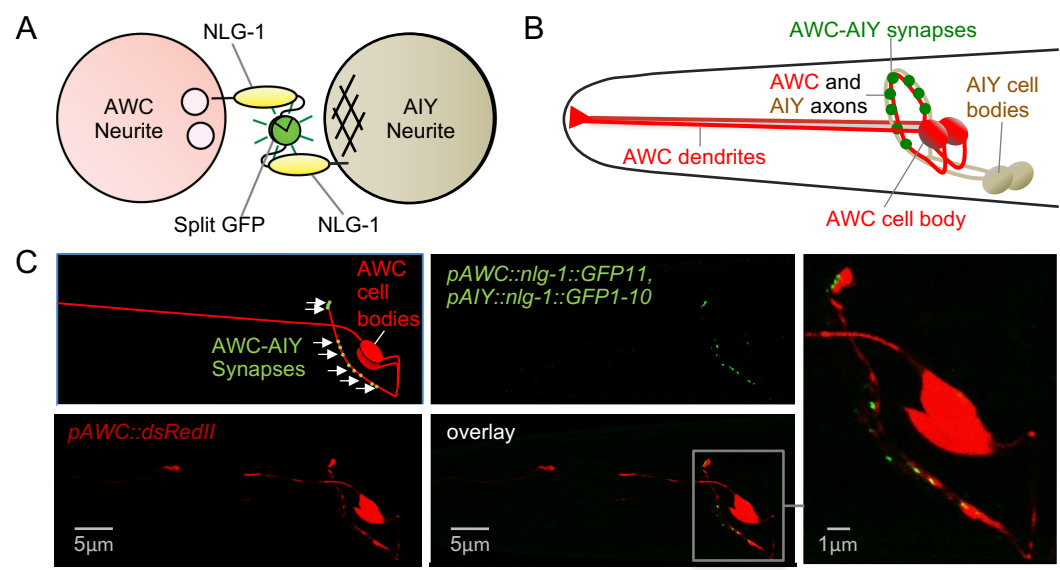 A
NLG-1
AWC
Neurite
AIY
Neurite
Split GFP
NLG-1
B
AWC-AIY synapses
AWC and
AIY axons
AIY cell
bodies
AWC dendrites
AWC cell body
C
AWC
cell
bodies
AWC-AIY
Synapses
pAWC::nlg-1::GFP11,
pAIY::nlg-1::GFP1-10
pAWC::dsRedII
5µm
overlay
5µm
1µm